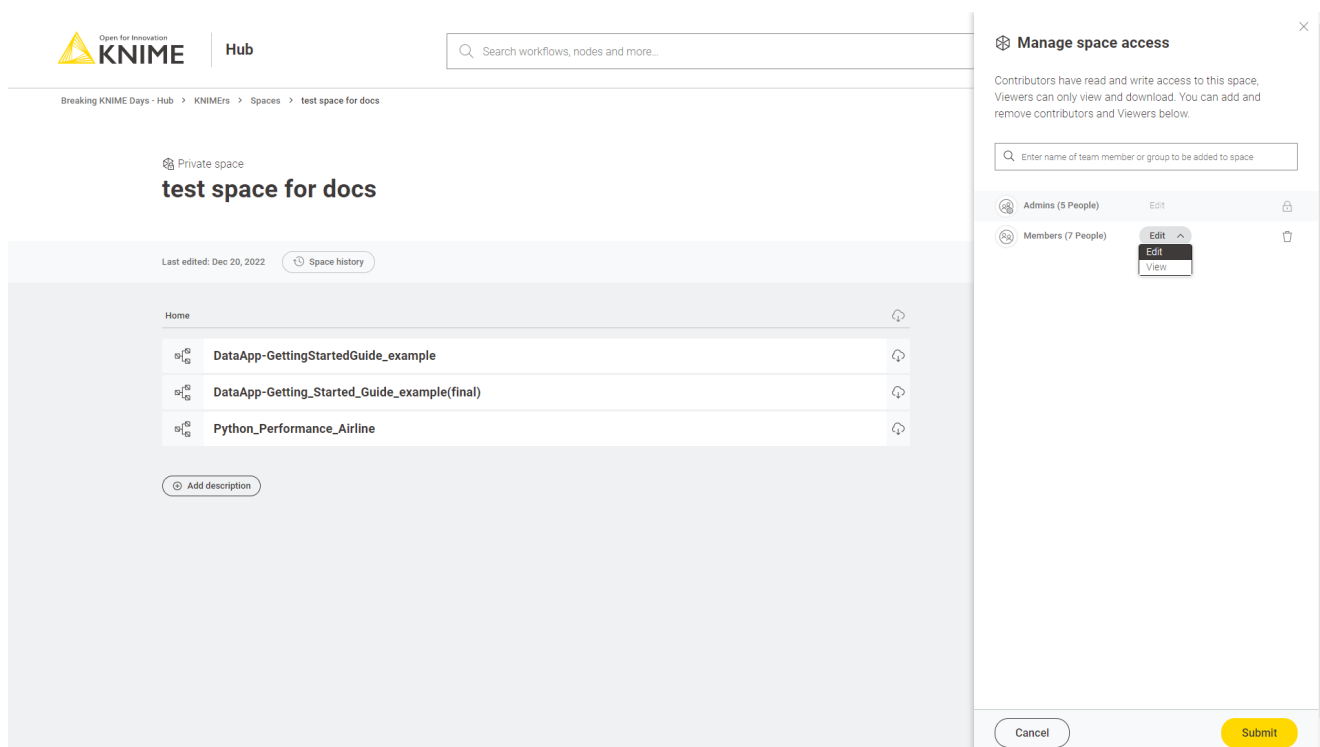 Open for Innovation
KNIME
Hub
Search workflows, nodes and more...
Breaking KNIME Days - Hub > KNIMErs > Spaces > test space for docs
Private space
test space for docs
Last edited: Dec 20, 2022
Space history
Home
DataApp-GettingStartedGuide_example
DataApp-Getting_Started_Guide_example(final)
Python_Performance_Airline
Add description
Manage space access
Contributors have read and write access to this space,
Viewers can only view and download. You can add and
remove contributors and Viewers below.
Enter name of team member or group to be added to space
Admins (5 People) Edit
Members (7 People) Edit
Edit
View
Cancel
Submit